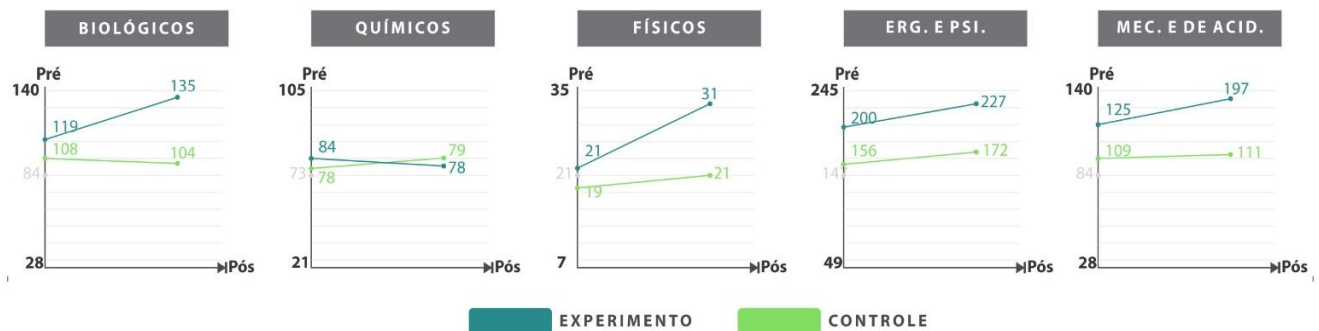 BIOLÓGICOS
Pré
140
135
119
108
104
84
28
Pós
QUÍMICOS
Pré
105
84
79
73
78
78
21
Pós
FÍSICOS
Pré
35
31
21
21
21
19
7
Pós
ERG. E PSI.
Pré
245
227
200
172
156
14
49
Pós
MEC. E DE ACID.
Pré
140
197
125
109
111
84
28
Pós
EXPERIMENTO
CONTROLE